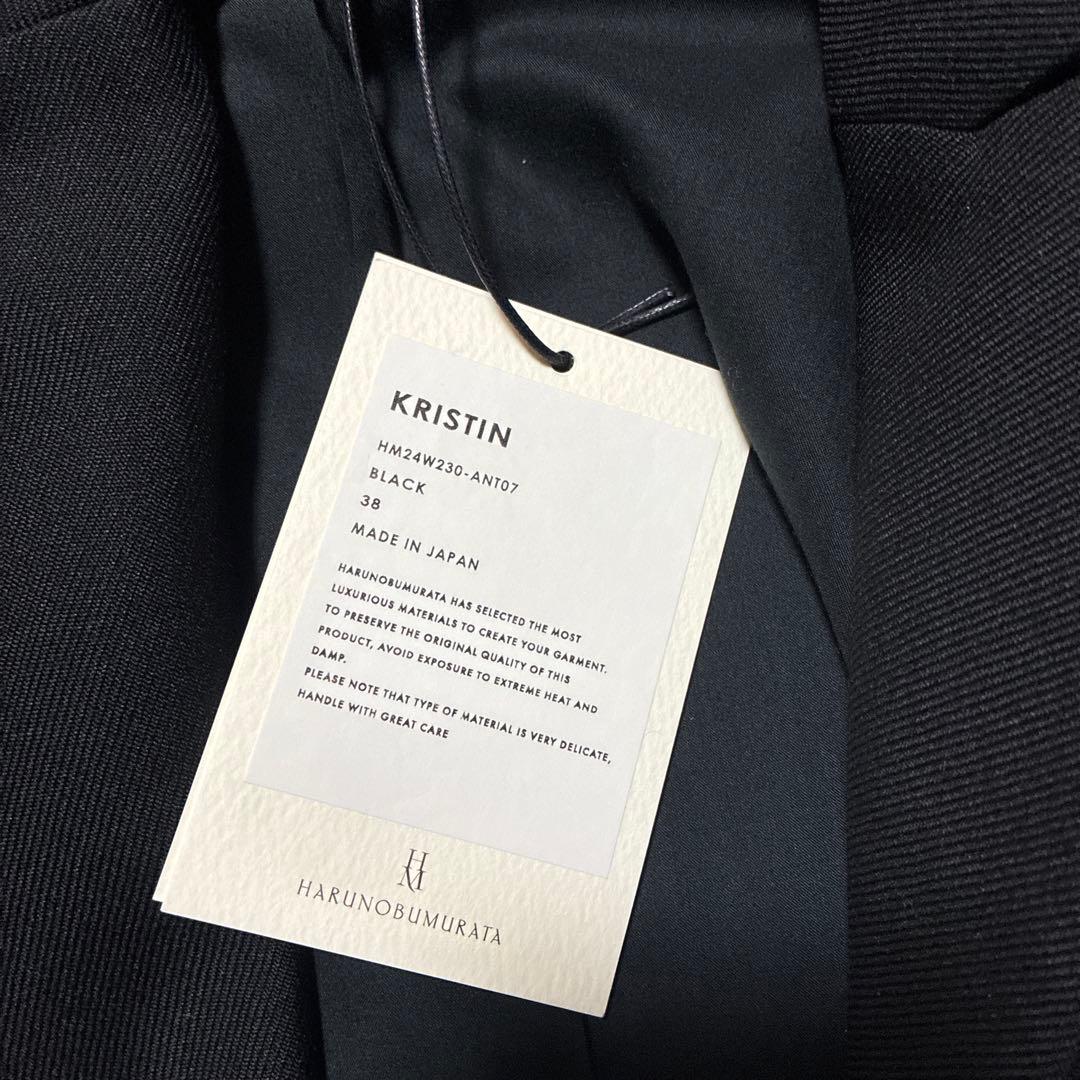 KRISTIN
HM24W230-ANT07
BLACK
38
MADE IN JAPAN
HARUNOBUMURATA HAS SELECTED THE MOST
LUXURIOUS MATERIALS TO CREATE YOUR GARMENT.
TO PRESERVE THE ORIGINAL QUALITY OF THIS
PRODUCT, AVOID EXPOSURE TO EXTREME HEAT AND
DAMP.
PLEASE NOTE THAT TYPE OF MATERIAL IS VERY DELICATE,
HANDLE WITH GREAT CARE
HM
HARUNOBUMURATA